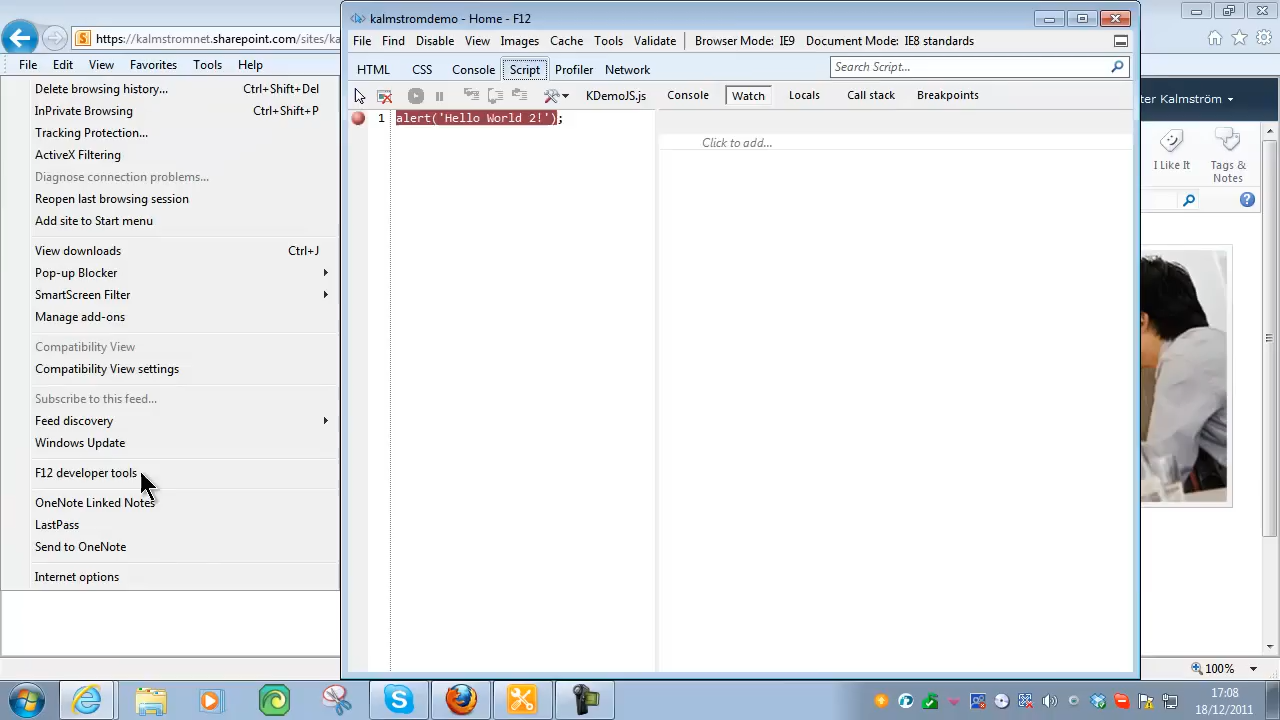 kalmstromdemo - Home - F12
https://kalmstromnet.sharepoint.com/sites/ka
File Edit View Favorites Tools Help
File Find Disable View Images Cache Tools Validate Browser Mode: IE9 Document Mode: IE8 standards
HTML CSS Console Script Profiler Network Search Script...
KDemoJS.js Console Watch Locals Call stack Breakpoints
1 alert('Hello World 2!');
Click to add...
Delete browsing history... Ctrl+Shift+Del
InPrivate Browsing Ctrl+Shift+P
Tracking Protection...
ActiveX Filtering
Diagnose connection problems...
Reopen last browsing session
Add site to Start menu
View downloads Ctrl+J
Pop-up Blocker
SmartScreen Filter
Manage add-ons
Compatibility View
Compatibility View settings
Subscribe to this feed...
Feed discovery
Windows Update
F12 developer tools
OneNote Linked Notes
LastPass
Send to OneNote
Internet options
ter Kalmström
I Like It
Tags &
Notes
100%
17:08
18/12/2011